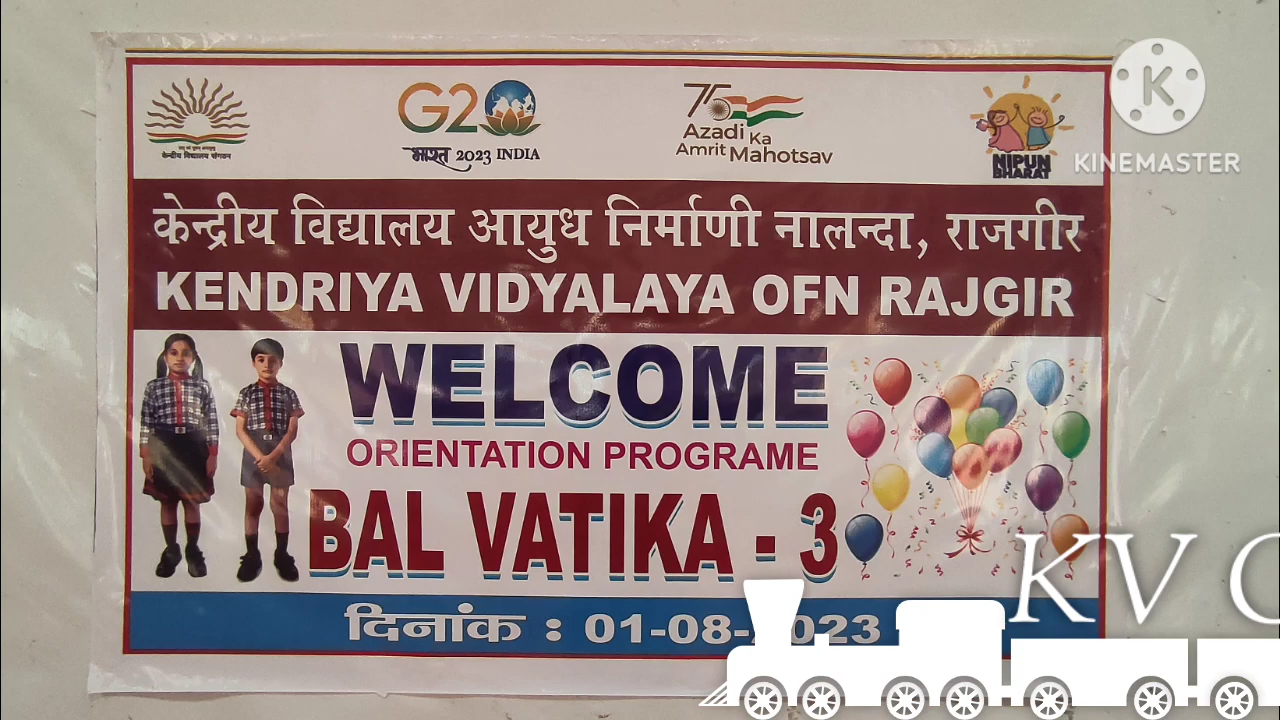 केन्द्रीय विद्यालय संगठन
G20
भारत 2023 INDIA
75
Azadi Ka
Amrit Mahotsav
NIPUN
BHARAT
K
KINEMASTER
केन्द्रीय विद्यालय आयुध निर्माणी नालन्दा, राजगीर
KENDRIYA VIDYALAYA OFN RAJGIR
WELCOME
ORIENTATION PROGRAME
BAL VATIKA - 3
दिनांक : 01-08-2023
KV